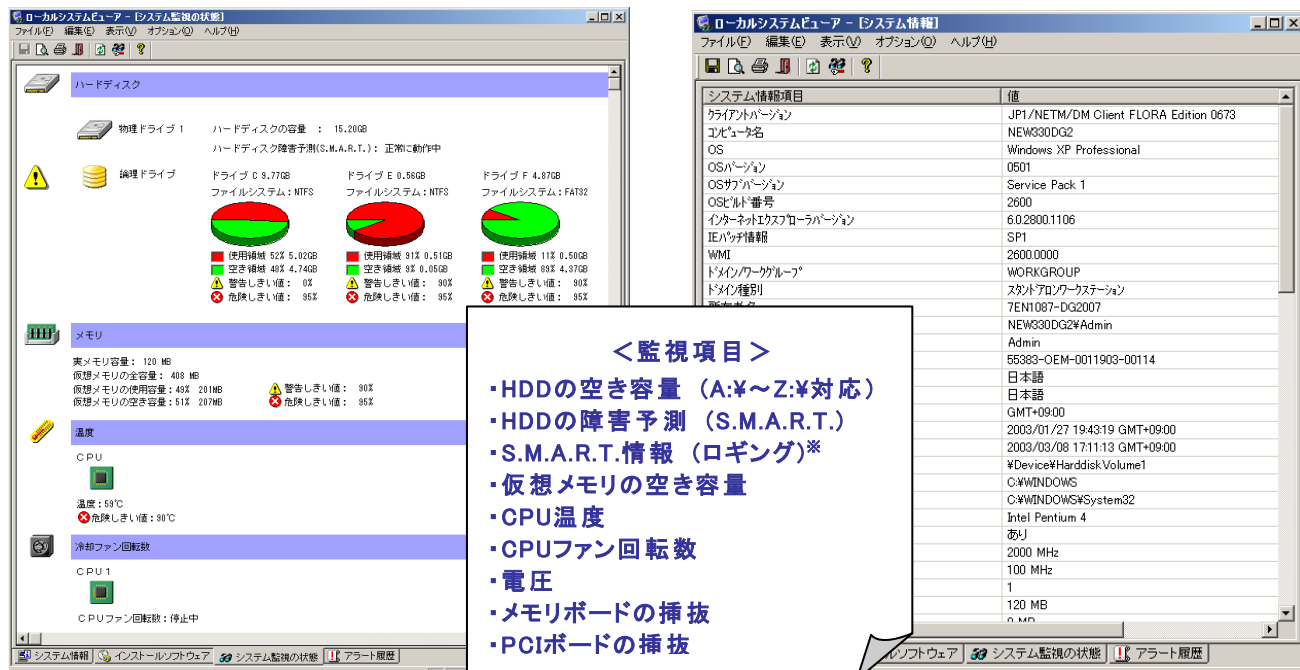 ローカルシステムビューア - [システム監視の状態]
ファイル(F) 編集(E) 表示(V) オプション(O) ヘルプ(H)
ハードディスク
物理ドライブ 1 ハードディスクの容量 : 15.20GB
ハードディスク障害予測(S.M.A.R.T.): 正常に動作中
論理ドライブ ドライブ C 9.77GB ドライブ E 0.56GB ドライブ F 4.87GB
ファイルシステム:NTFS ファイルシステム:NTFS ファイルシステム:FAT32
使用領域 52% 5.02GB 使用領域 91% 0.51GB 使用領域 11% 0.50GB
空き領域 48% 4.74GB 空き領域 9% 0.05GB 空き領域 89% 4.37GB
警告しきい値: 0% 警告しきい値: 90% 警告しきい値: 90%
危険しきい値: 95% 危険しきい値: 95% 危険しきい値: 95%
メモリ
実メモリ容量: 120 MB
仮想メモリの全容量: 408 MB
仮想メモリの使用容量:49% 201MB 警告しきい値: 90%
仮想メモリの空き容量:51% 207MB 危険しきい値: 95%
温度
CPU
温度:59℃
危険しきい値:90℃
冷却ファン回転数
CPU1
CPUファン回転数:停止中
システム情報 インストールソフトウェア システム監視の状態 アラート履歴
<監視項目>
・HDDの空き容量 (A:¥~Z:¥対応)
・HDDの障害予測 (S.M.A.R.T.)
・S.M.A.R.T.情報 (ロギング)※
・仮想メモリの空き容量
・CPU温度
・CPUファン回転数
・電圧
・メモリボードの挿抜
・PCIボードの挿抜
ローカルシステムビューア - [システム情報]
ファイル(F) 編集(E) 表示(V) オプション(O) ヘルプ(H)
システム情報項目 値
クライアントバージョン JP1/NETM/DM Client FLORA Edition 0673
コンピュータ名 NEW330DG2
OS Windows XP Professional
OSバージョン 0501
OSサブバージョン Service Pack 1
OSビルド番号 2600
インターネットエクスプローラバージョン 6.0.2800.1106
IEパッチ情報 SP1
WMI 2600.0000
ドメイン/ワークグループ WORKGROUP
ドメイン種別 スタンドアロンワークステーション
7EN1087-DG2007
NEW330DG2¥Admin
Admin
55383-OEM-0011903-00114
日本語
日本語
GMT+09:00
2003/01/27 19:43:19 GMT+09:00
2003/03/08 17:11:13 GMT+09:00
¥Device¥HarddiskVolume1
C:¥WINDOWS
C:¥WINDOWS¥System32
Intel Pentium 4
あり
2000 MHz
100 MHz
1
120 MB
ソフトウェア システム監視の状態 アラート履歴